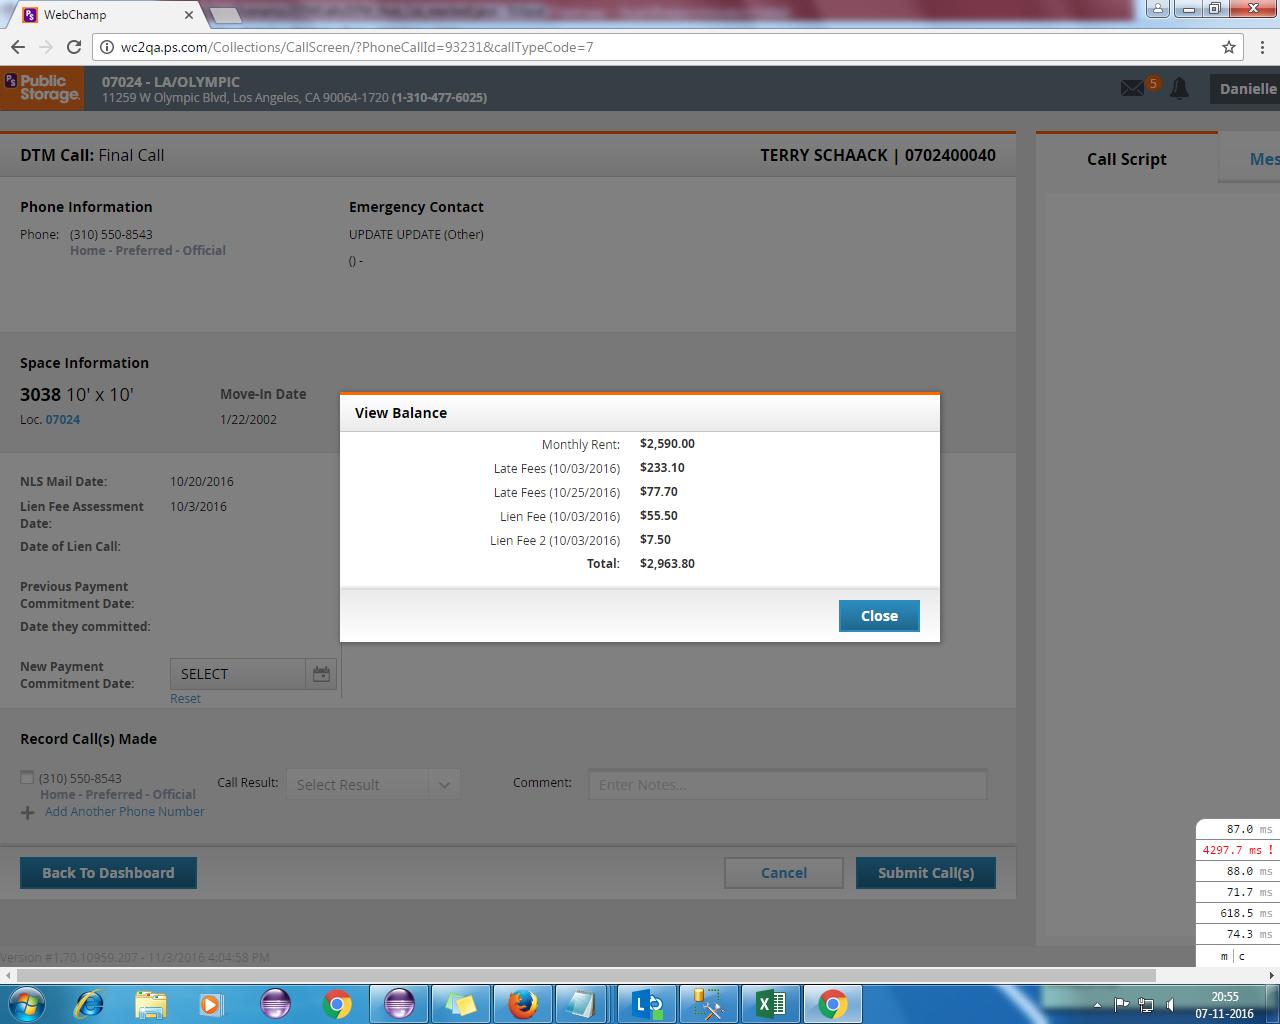 WebChamp
wc2qa.ps.com/Collections/CallScreen/?PhoneCallId=93231&callTypeCode=7
PS Public Storage.
07024 - LA/OLYMPIC
11259 W Olympic Blvd, Los Angeles, CA 90064-1720 (1-310-477-6025)
5
Danielle
DTM Call: Final Call
TERRY SCHAACK | 0702400040
Call Script
Mes
Phone Information
Emergency Contact
Phone: (310) 550-8543
Home - Preferred - Official
UPDATE UPDATE (Other)
() -
Space Information
3038 10' x 10'
Move-In Date
Loc. 07024
1/22/2002
NLS Mail Date: 10/20/2016
Lien Fee Assessment Date: 10/3/2016
Date of Lien Call:
Previous Payment
Commitment Date:
Date they committed:
New Payment
Commitment Date:
SELECT
Reset
View Balance
Monthly Rent: $2,590.00
Late Fees (10/03/2016) $233.10
Late Fees (10/25/2016) $77.70
Lien Fee (10/03/2016) $55.50
Lien Fee 2 (10/03/2016) $7.50
Total: $2,963.80
Close
Record Call(s) Made
(310) 550-8543
Home - Preferred - Official
Call Result: Select Result
Comment: Enter Notes...
Add Another Phone Number
Back To Dashboard
Cancel
Submit Call(s)
87.0 ms
4297.7 ms !
88.0 ms
71.7 ms
618.5 ms
74.3 ms
m | c
Version #1.70.10959.207 - 11/3/2016 4:04:58 PM
20:55
07-11-2016